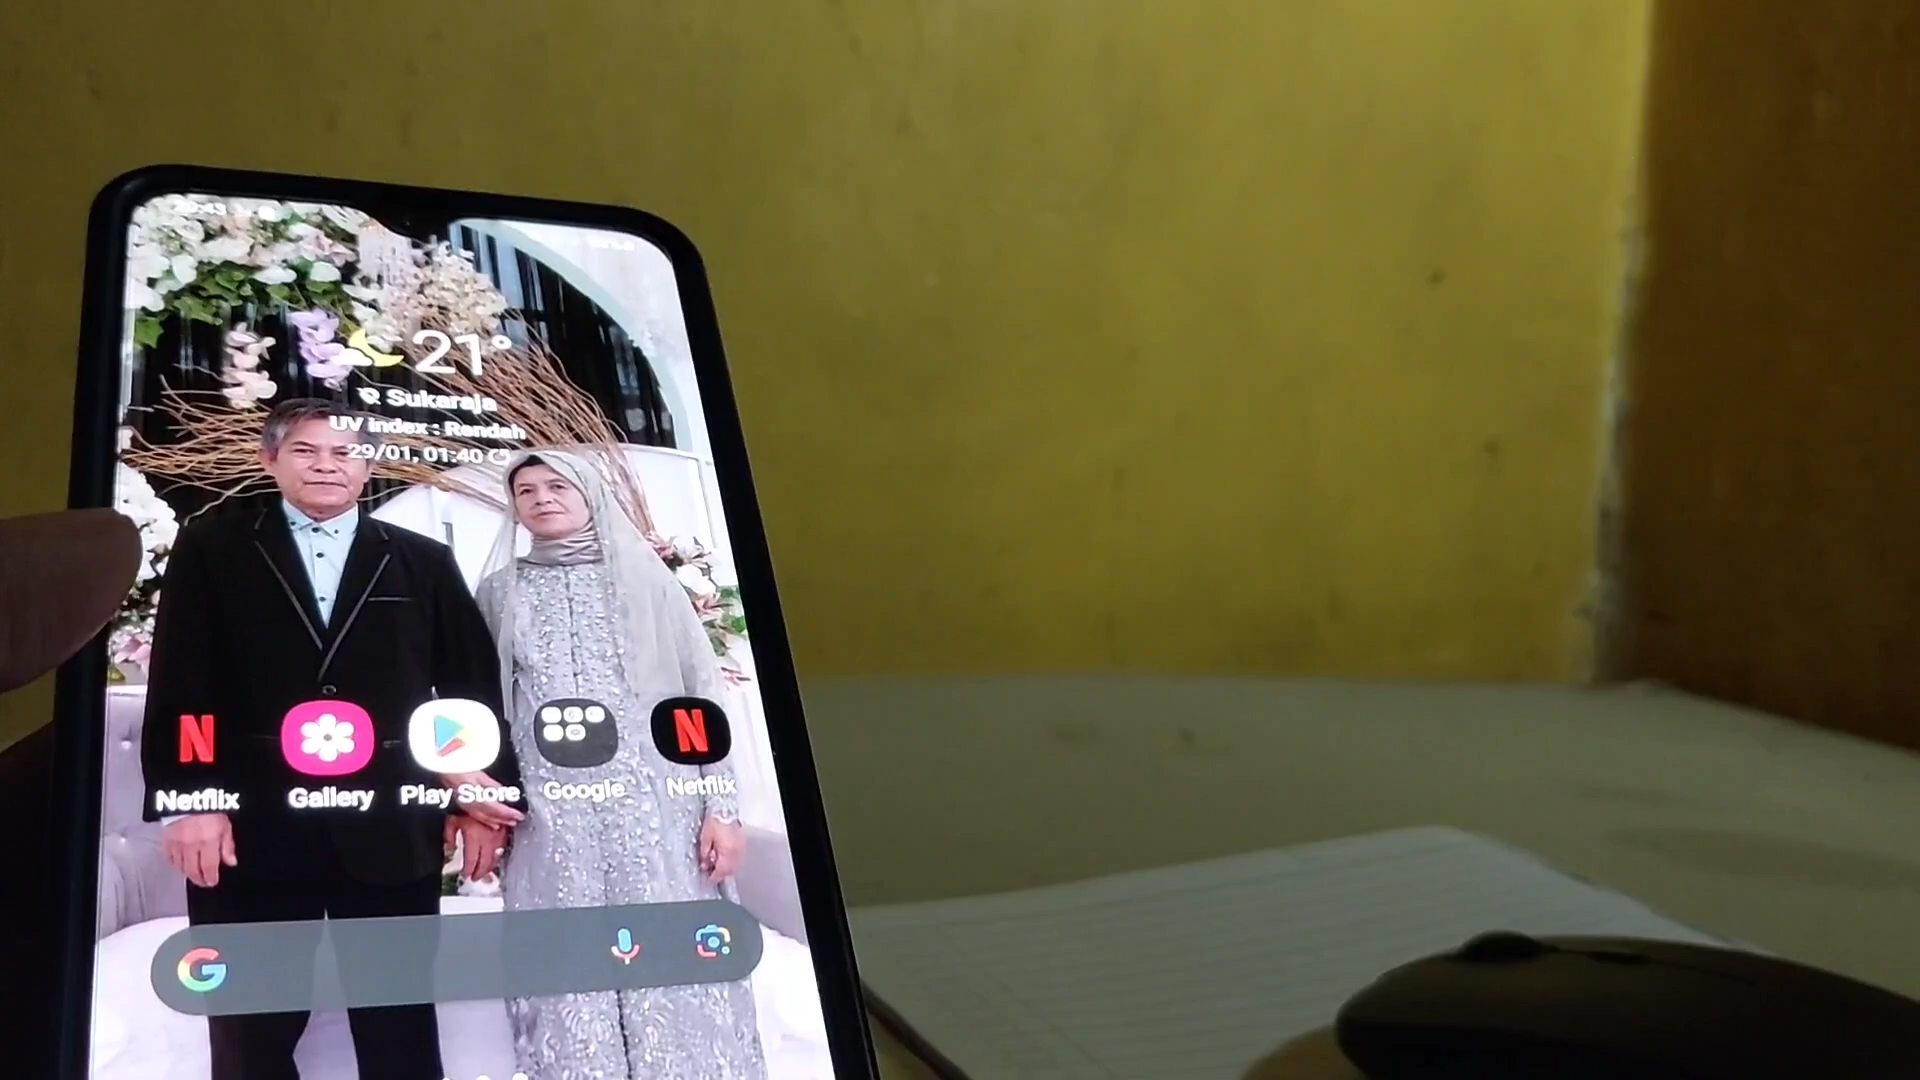 21°
Sukaraja
UV index : Rendah
29/01, 01:40
Netflix
Gallery
Play Store
Google
Netflix